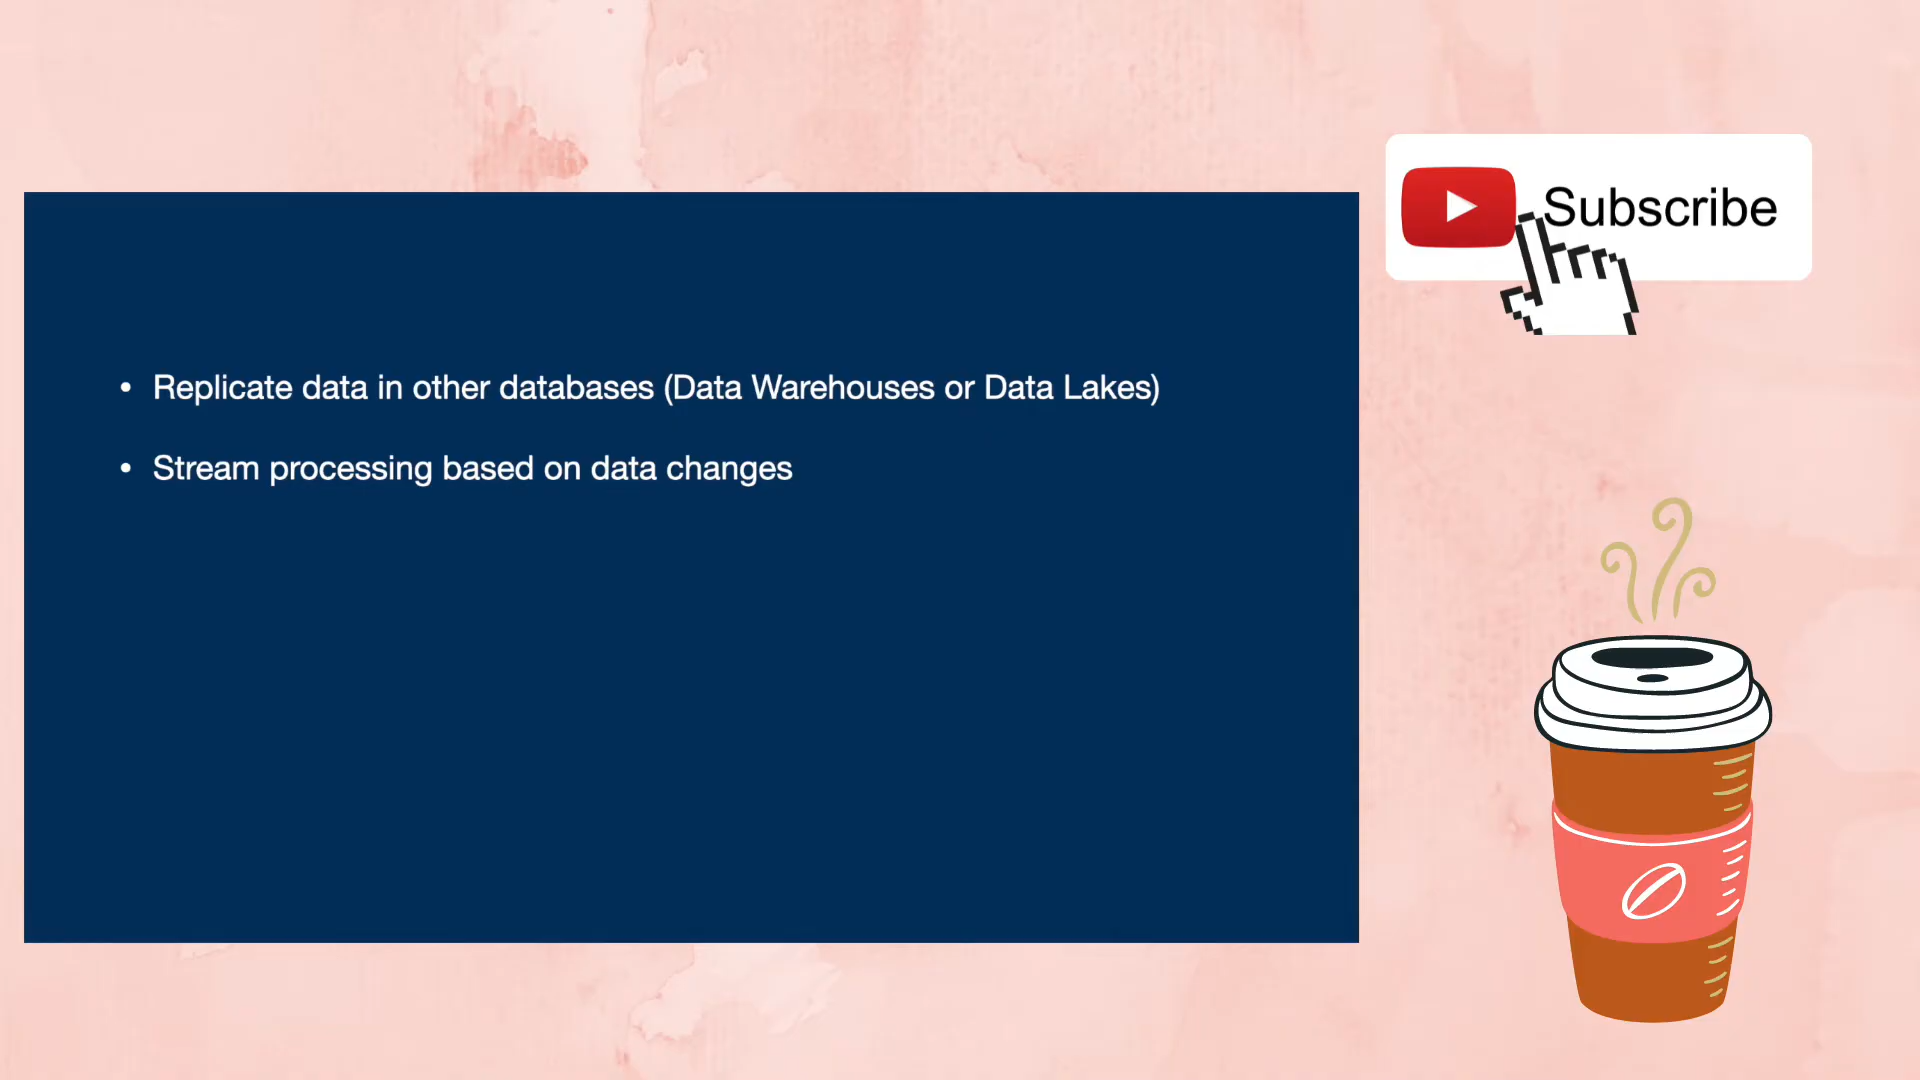 Subscribe
• Replicate data in other databases (Data Warehouses or Data Lakes)
• Stream processing based on data changes